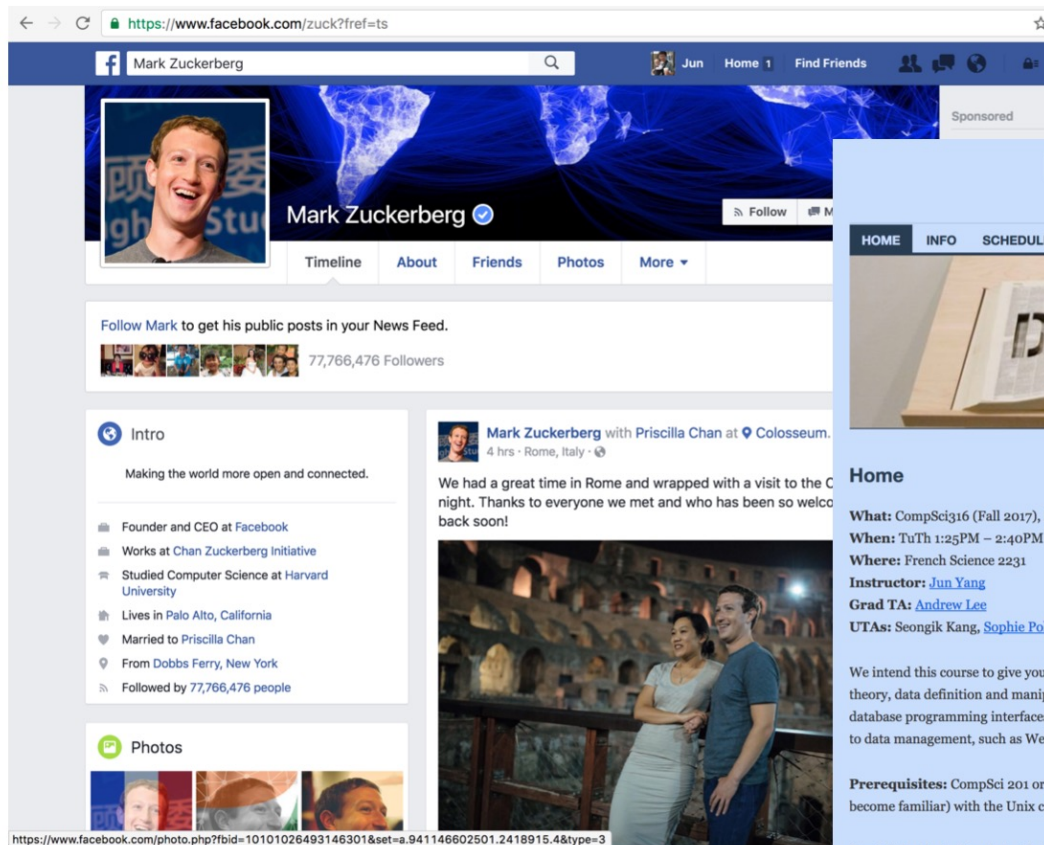 https://www.facebook.com/zuck?fref=ts
Mark Zuckerberg
Jun Home 1 Find Friends
Sponsored
Mark Zuckerberg
Follow
Timeline About Friends Photos More
Follow Mark to get his public posts in your News Feed.
77,766,476 Followers
Intro
Making the world more open and connected.
Founder and CEO at Facebook
Works at Chan Zuckerberg Initiative
Studied Computer Science at Harvard
University
Lives in Palo Alto, California
Married to Priscilla Chan
From Dobbs Ferry, New York
Followed by 77,766,476 people
Photos
Mark Zuckerberg with Priscilla Chan at Colosseum.
4 hrs · Rome, Italy ·
We had a great time in Rome and wrapped with a visit to the C
night. Thanks to everyone we met and who has been so welco
back soon!
https://www.facebook.com/photo.php?fbid=10101026493146301&set=a.941146602501.2418915.4&type=3
HOME INFO SCHEDUL
Home
What: CompSci316 (Fall 2017),
When: TuTh 1:25PM – 2:40PM
Where: French Science 2231
Instructor: Jun Yang
Grad TA: Andrew Lee
UTAs: Seongik Kang, Sophie Po
We intend this course to give you
theory, data definition and mani
database programming interface
to data management, such as We
Prerequisites: CompSci 201 or
become familiar) with the Unix c